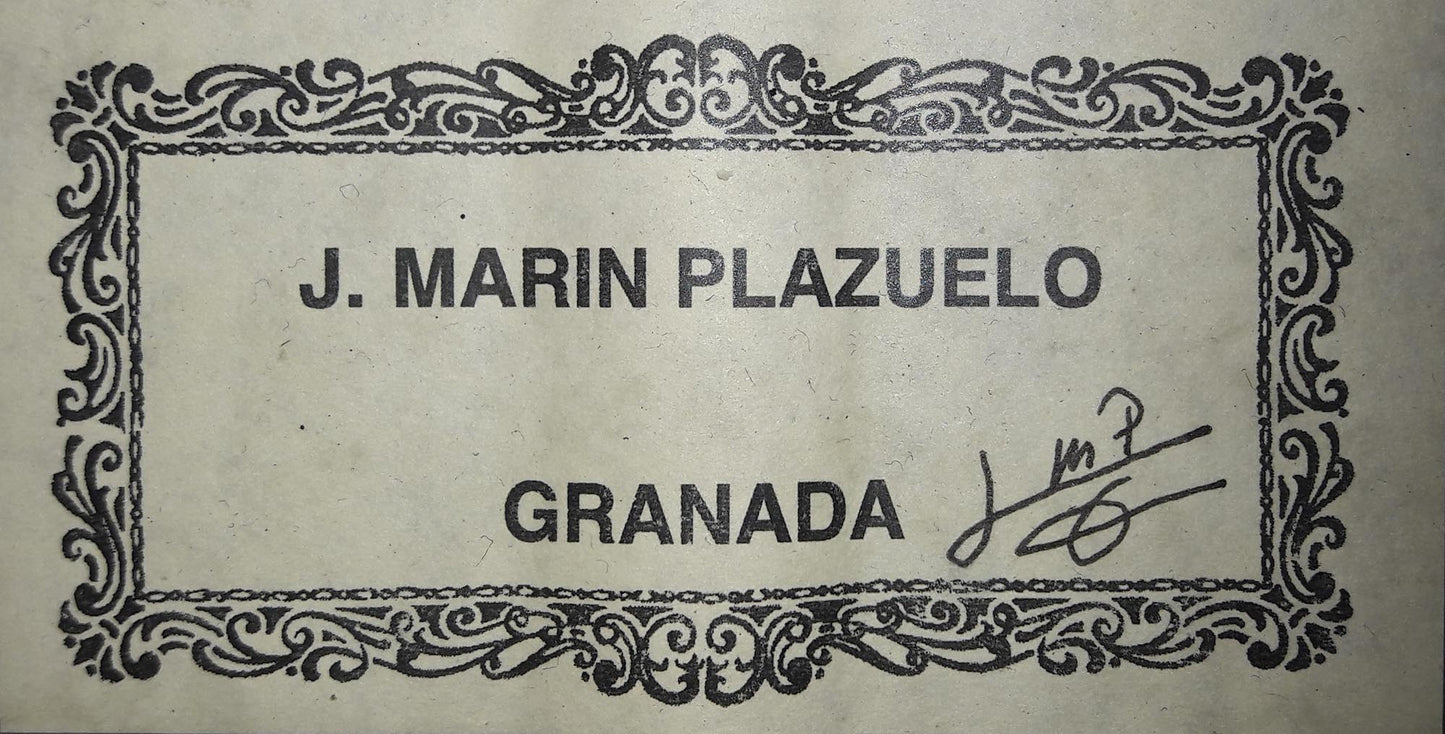 J. MARIN PLAZUELO
GRANADA
J m P